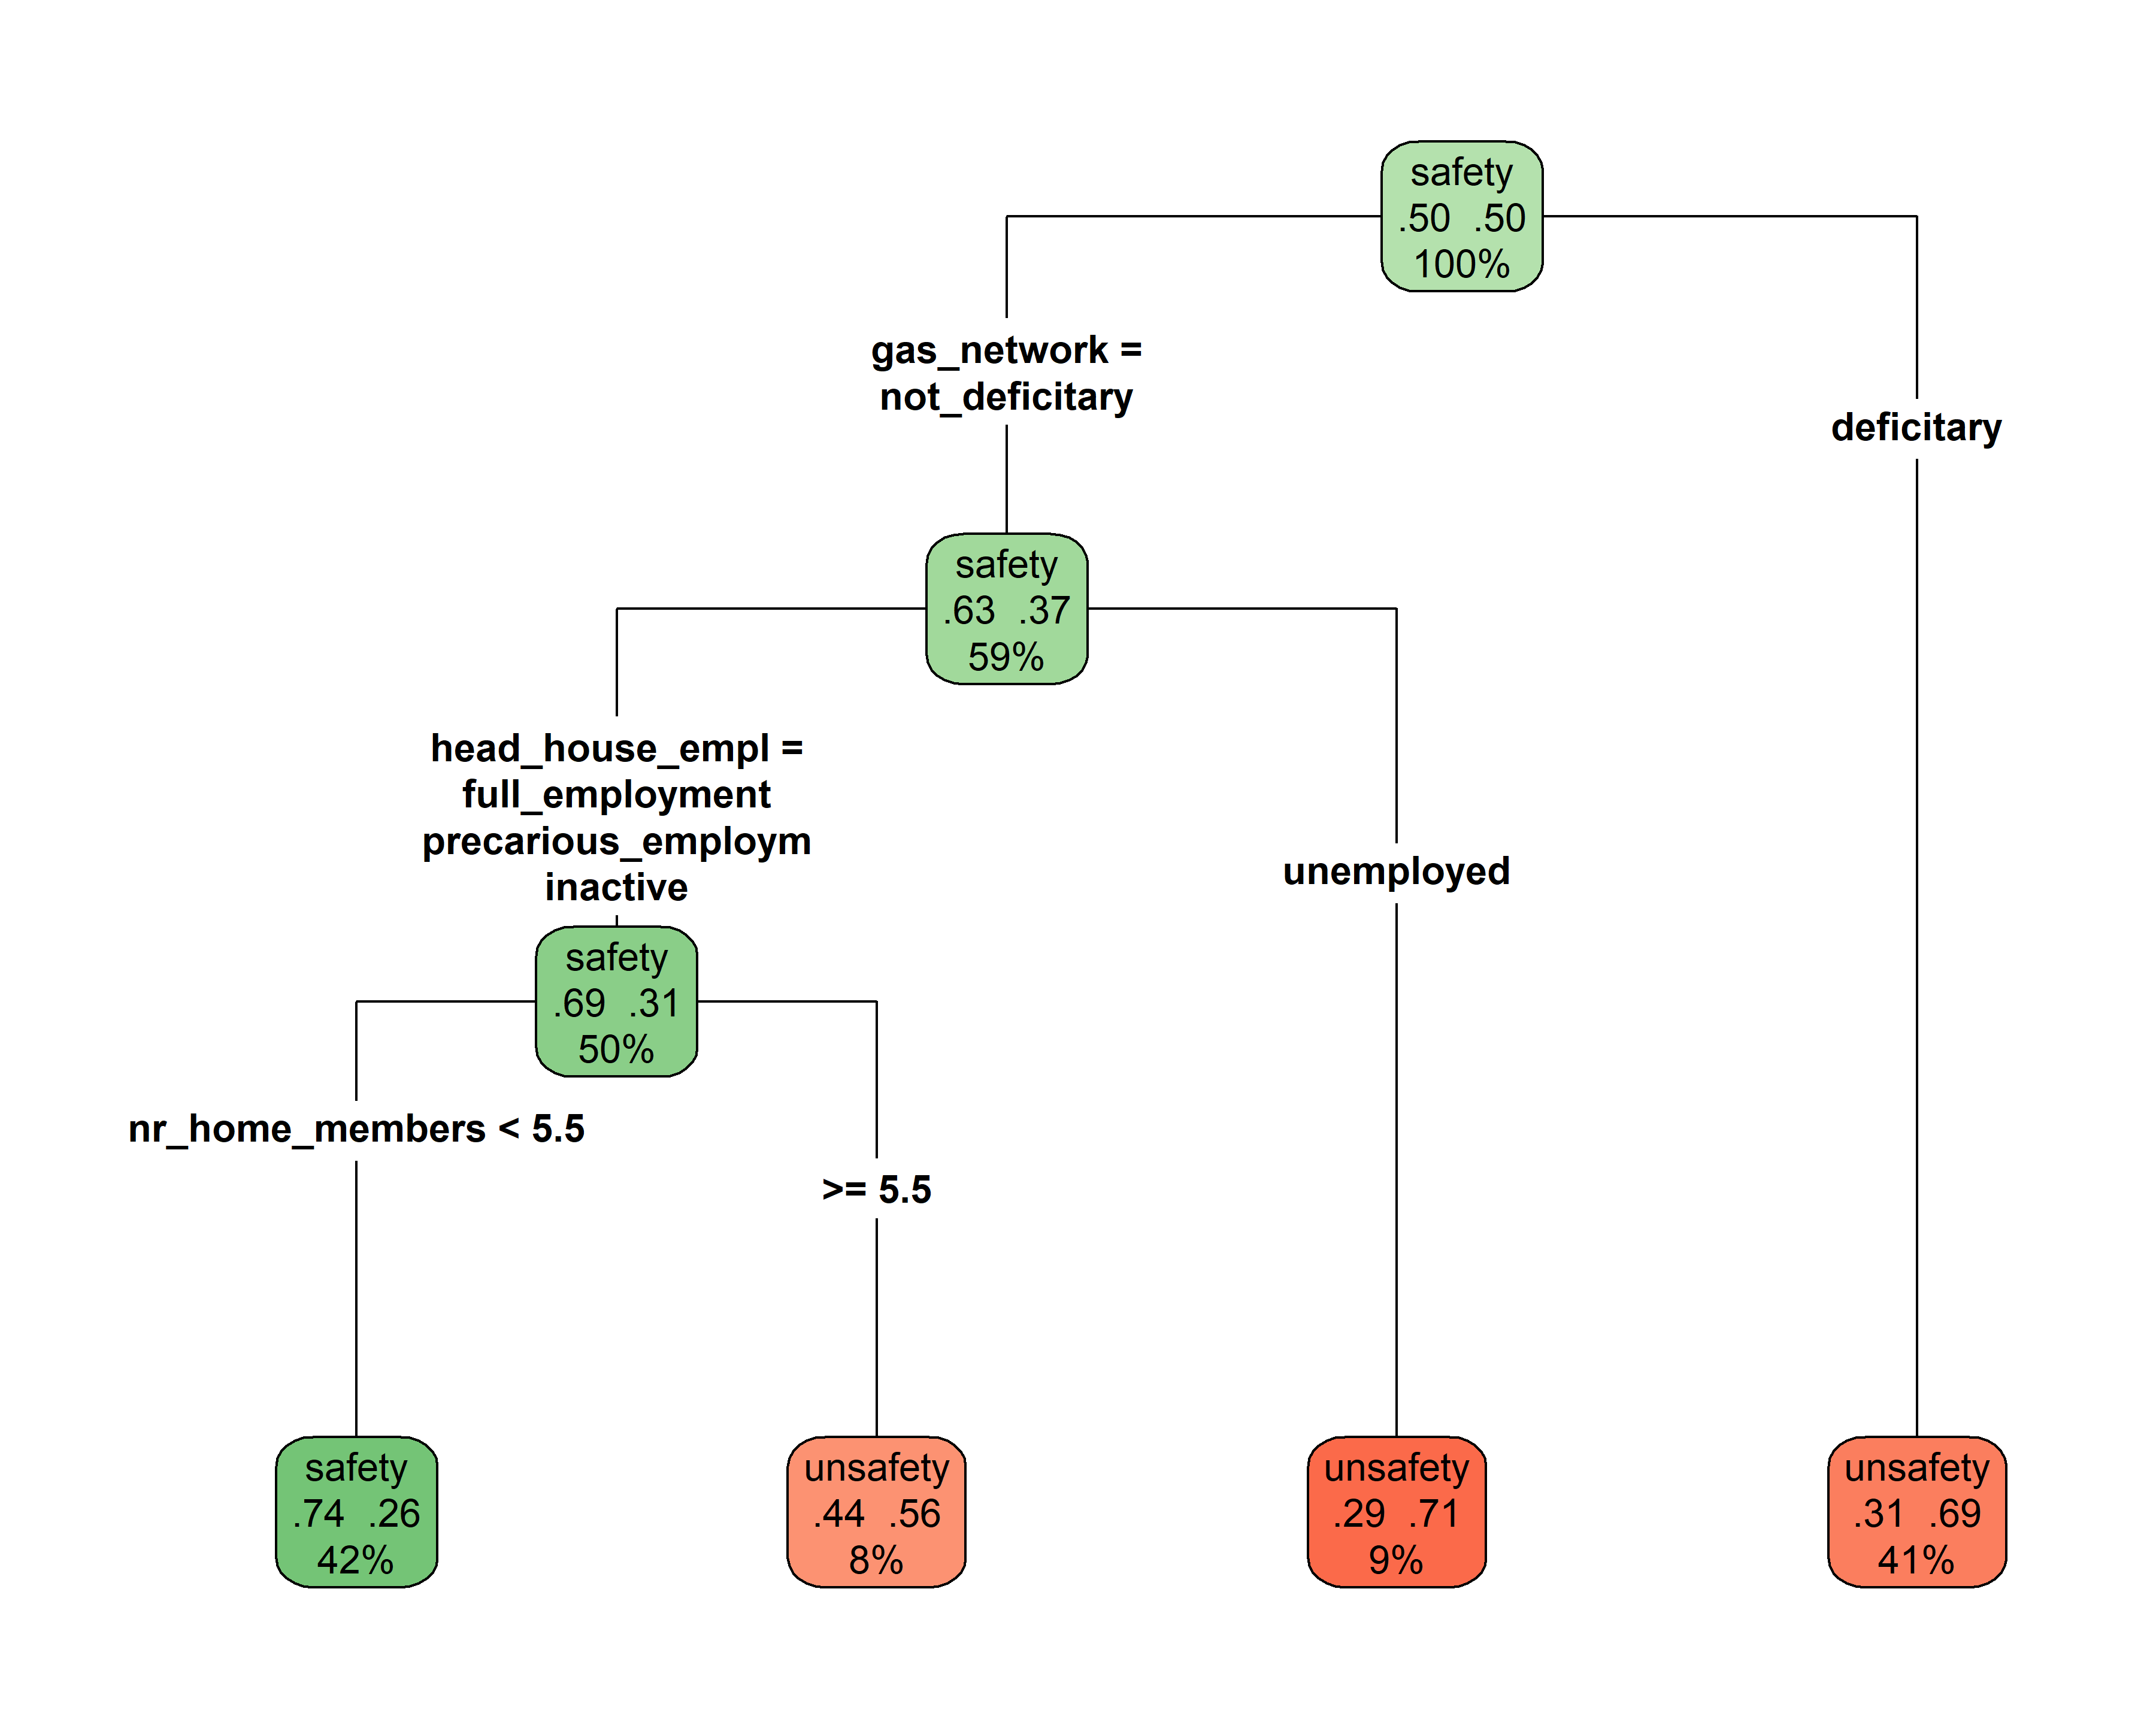 safety
.50 .50
100%
gas_network =
not_deficitary
deficitary
safety
.63 .37
59%
head_house_empl =
full_employment
precarious_employm
inactive
unemployed
safety
.69 .31
50%
nr_home_members < 5.5
>= 5.5
safety
.74 .26
42%
unsafety
.44 .56
8%
unsafety
.29 .71
9%
unsafety
.31 .69
41%